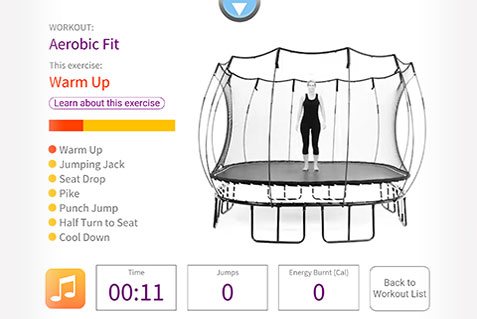 WORKOUT:
Aerobic Fit
This exercise:
Warm Up
Learn about this exercise
Warm Up
Jumping Jack
Seat Drop
Pike
Punch Jump
Half Turn to Seat
Cool Down
Time
00:11
Jumps
0
Energy Burnt (Cal)
0
Back to
Workout List